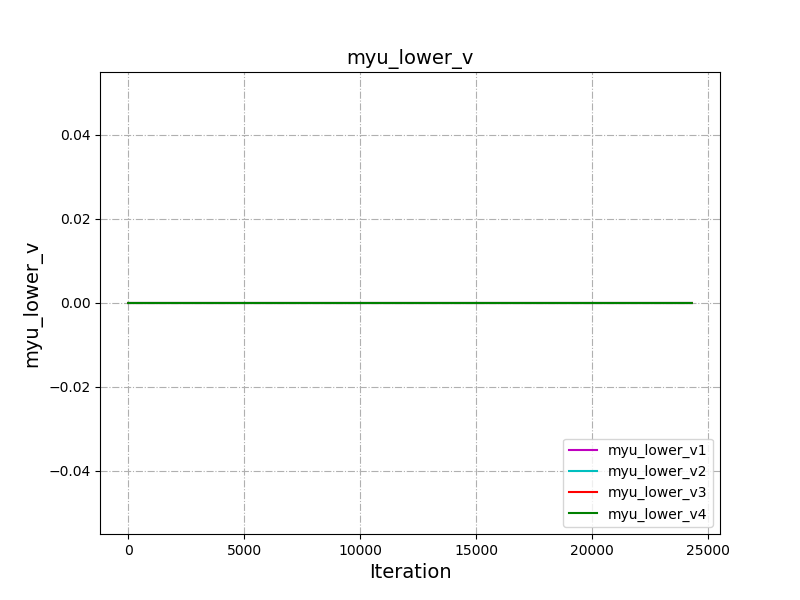 myu_lower_v
myu_lower_v
0.04
0.02
0.00
−0.02
−0.04
0
5000
10000
15000
20000
25000
Iteration
myu_lower_v1
myu_lower_v2
myu_lower_v3
myu_lower_v4